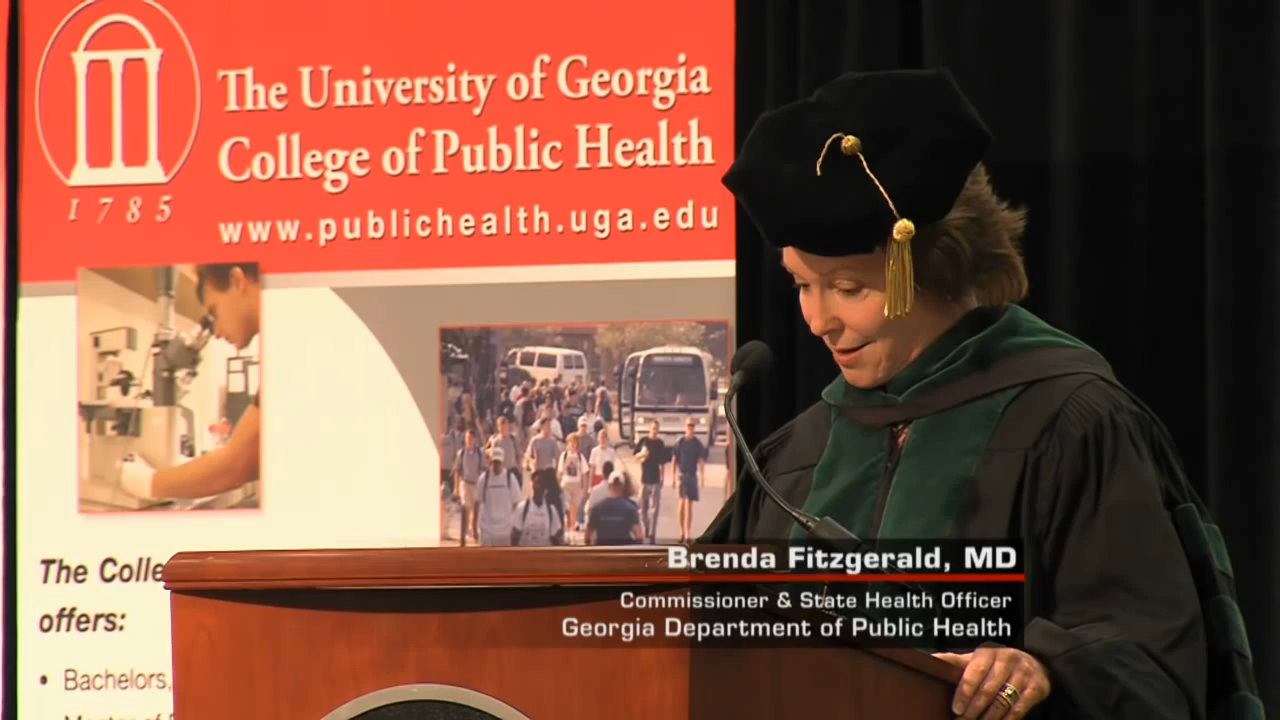 The University of Georgia
College of Public Health
1785
www.publichealth.uga.edu
The Colle
offers:
• Bachelors,
Brenda Fitzgerald, MD
Commissioner & State Health Officer
Georgia Department of Public Health